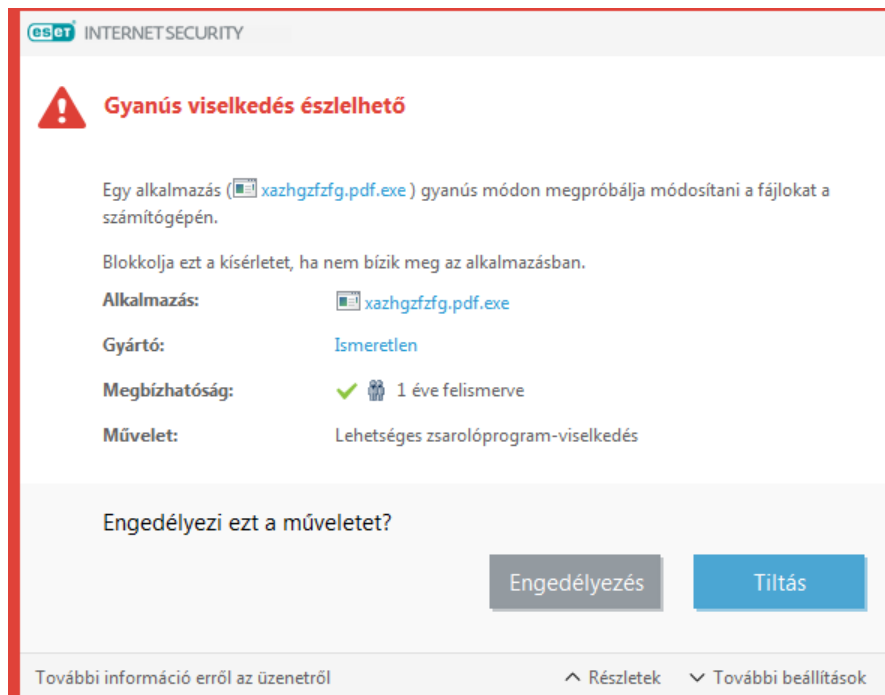 eset INTERNET SECURITY
Gyanús viselkedés észlelhető
Egy alkalmazás ( xazhgzfzfg.pdf.exe ) gyanús módon megpróbálja módosítani a fájlokat a
számítógépén.
Blokkolja ezt a kísérletet, ha nem bízik meg az alkalmazásban.
Alkalmazás: xazhgzfzfg.pdf.exe
Gyártó: Ismeretlen
Megbízhatóság: 1 éve felismerve
Művelet: Lehetséges zsarolóprogram-viselkedés
Engedélyezi ezt a műveletet?
Engedélyezés Tiltás
További információ erről az üzenetről Részletek További beállítások